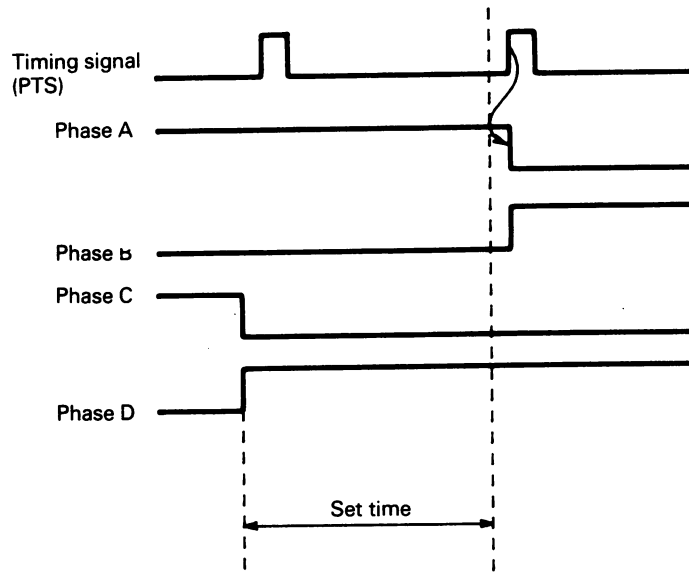 Timing signal
(PTS)
Phase A
Phase B
Phase C
Phase D
Set time